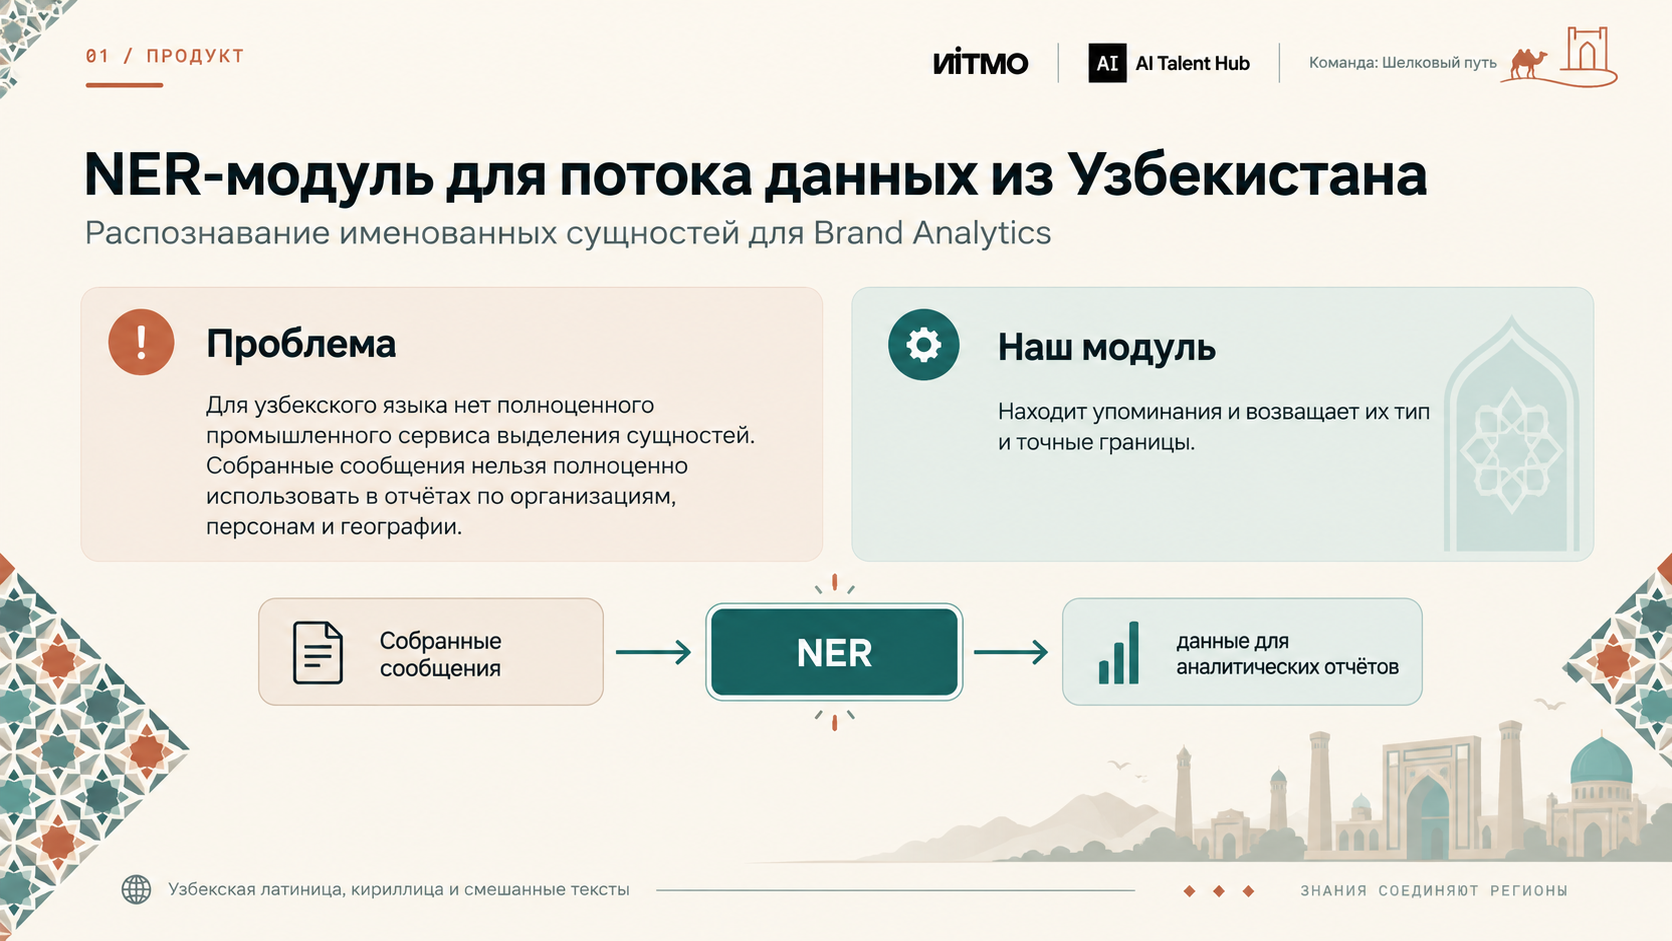 01 / ПРОДУКТ
ИİТМО
AI
AI Talent Hub
Команда: Шелковый путь
NER-модуль для потока данных из Узбекистана
Распознавание именованных сущностей для Brand Analytics
Проблема
Для узбекского языка нет полноценного
промышленного сервиса выделения сущностей.
Собранные сообщения нельзя полноценно
использовать в отчётах по организациям,
персонам и географии.
Наш модуль
Находит упоминания и возващает их тип
и точные границы.
Собранные
сообщения
NER
данные для
аналитических отчётов
Узбекская латиница, кириллица и смешанные тексты
ЗНАНИЯ СОЕДИНЯЮТ РЕГИОНЫ